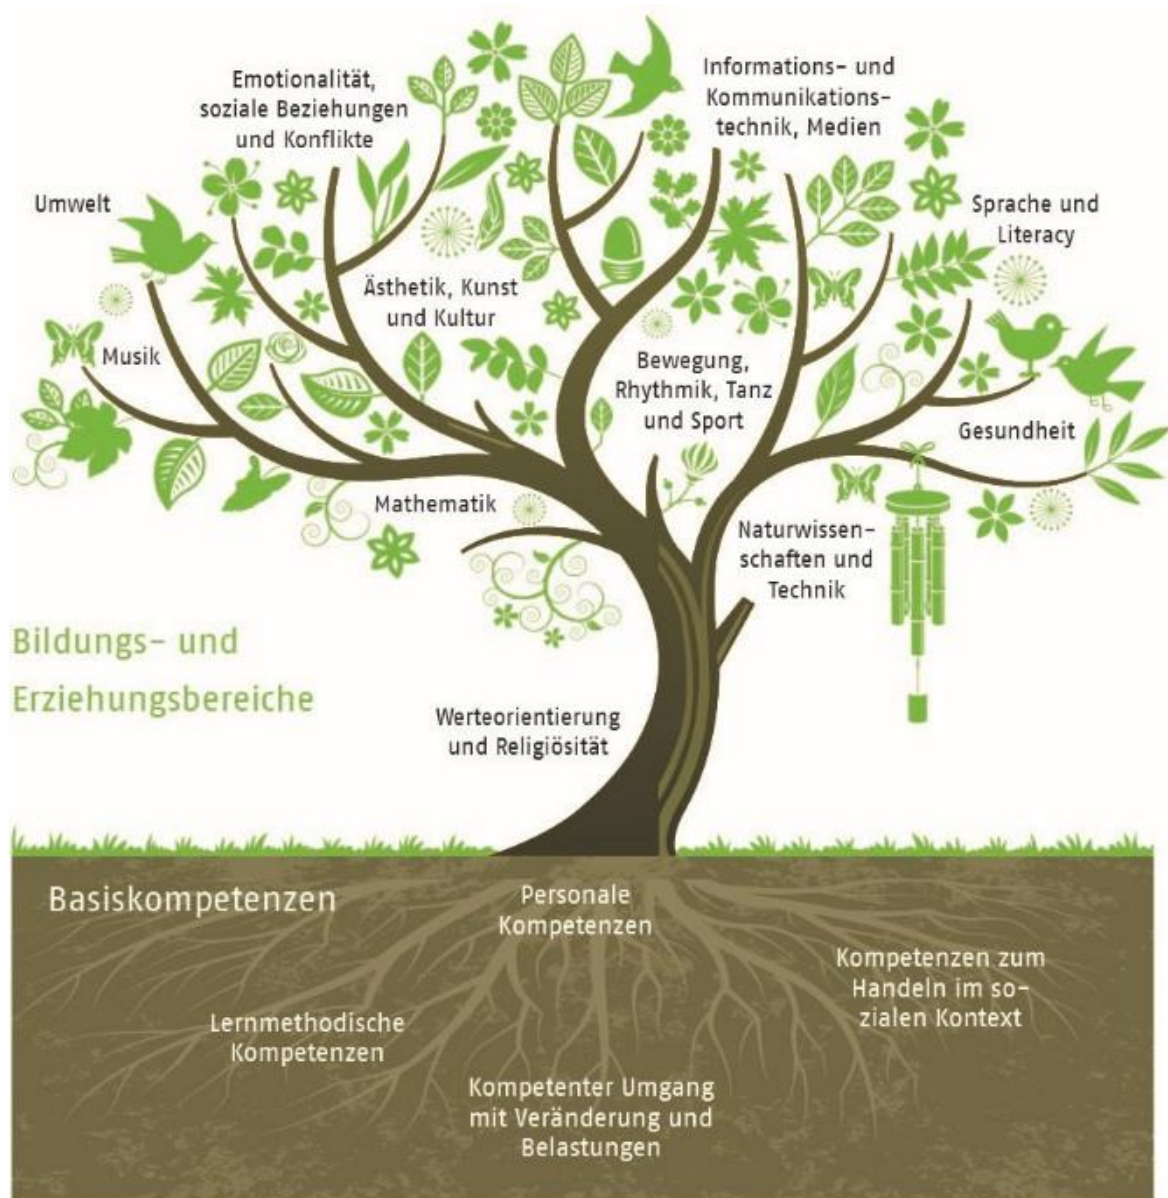 Emotionalität,
soziale Beziehungen
und Konflikte
Informations- und
Kommunikations-
technik, Medien
Umwelt
Sprache und
Literacy
Ästhetik, Kunst
und Kultur
Musik
Bewegung,
Rhythmik, Tanz
und Sport
Gesundheit
Mathematik
Naturwissen-
schaften und
Technik
Bildungs- und
Erziehungsbereiche
Werteorientierung
und Religiösität
Basiskompetenzen
Personale
Kompetenzen
Kompetenzen zum
Handeln im so-
zialen Kontext
Lernmethodische
Kompetenzen
Kompetenter Umgang
mit Veränderung und
Belastungen